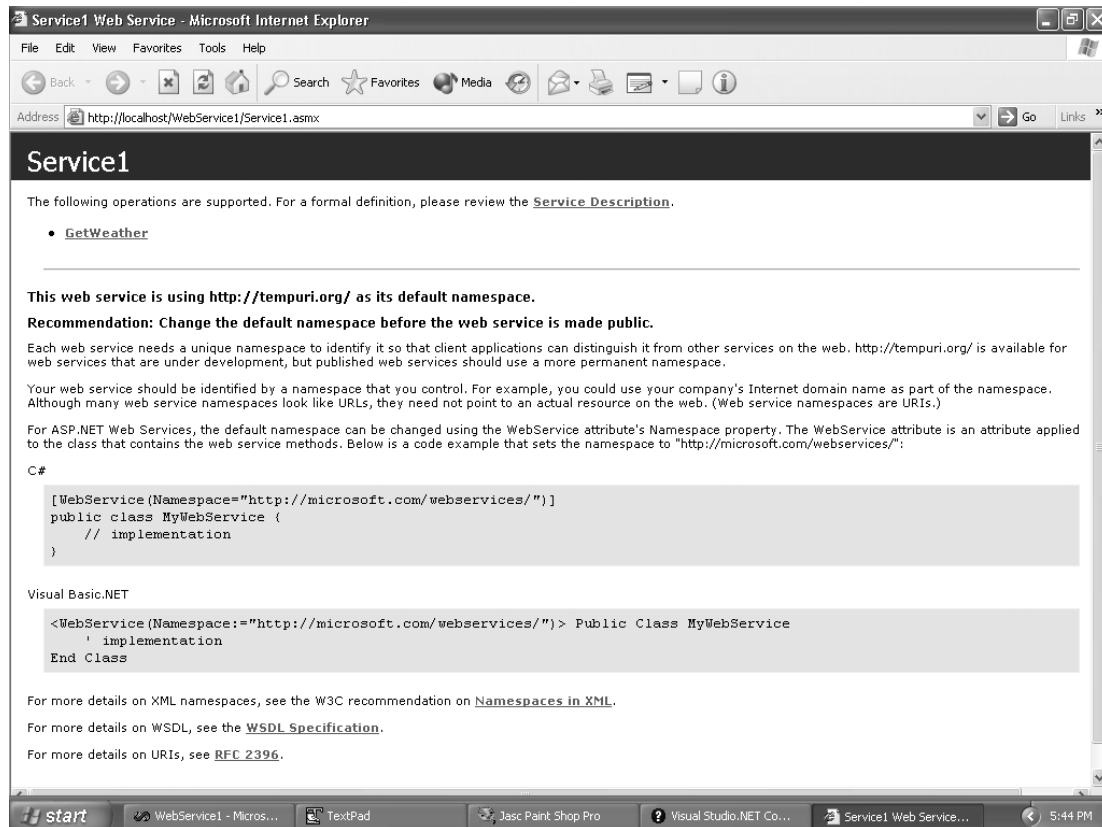 Service1 Web Service - Microsoft Internet Explorer
File Edit View Favorites Tools Help
Back Search Favorites Media
Address http://localhost/WebService1/Service1.asmx Go Links »
Service1
The following operations are supported. For a formal definition, please review the Service Description.
• GetWeather
This web service is using http://tempuri.org/ as its default namespace.
Recommendation: Change the default namespace before the web service is made public.
Each web service needs a unique namespace to identify it so that client applications can distinguish it from other services on the web. http://tempuri.org/ is available for
web services that are under development, but published web services should use a more permanent namespace.
Your web service should be identified by a namespace that you control. For example, you could use your company's Internet domain name as part of the namespace.
Although many web service namespaces look like URLs, they need not point to an actual resource on the web. (Web service namespaces are URIs.)
For ASP.NET Web Services, the default namespace can be changed using the WebService attribute's Namespace property. The WebService attribute is an attribute applied
to the class that contains the web service methods. Below is a code example that sets the namespace to "http://microsoft.com/webservices/":
C#
[WebService(Namespace="http://microsoft.com/webservices/")]
public class MyWebService {
// implementation
}
Visual Basic.NET
<WebService(Namespace:="http://microsoft.com/webservices/")> Public Class MyWebService
' implementation
End Class
For more details on XML namespaces, see the W3C recommendation on Namespaces in XML.
For more details on WSDL, see the WSDL Specification.
For more details on URIs, see RFC 2396.
start WebService1 - Micros... TextPad Jasc Paint Shop Pro Visual Studio.NET Co... Service1 Web Service... 5:44 PM